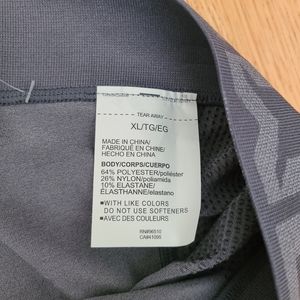 TEAR AWAY
XL/TG/EG
MADE IN CHINA/
FABRIQUÉ EN CHINE/
HECHO EN CHINA
BODY/CORPS/CUERPO
64% POLYESTER/poliéster
26% NYLON/poliamida
10% ELASTANE/
ÉLASTHANNE/elastano
■WITH LIKE COLORS
DO NOT USE SOFTENERS
■AVEC DES COULEURS
RN#96510
CA#41095